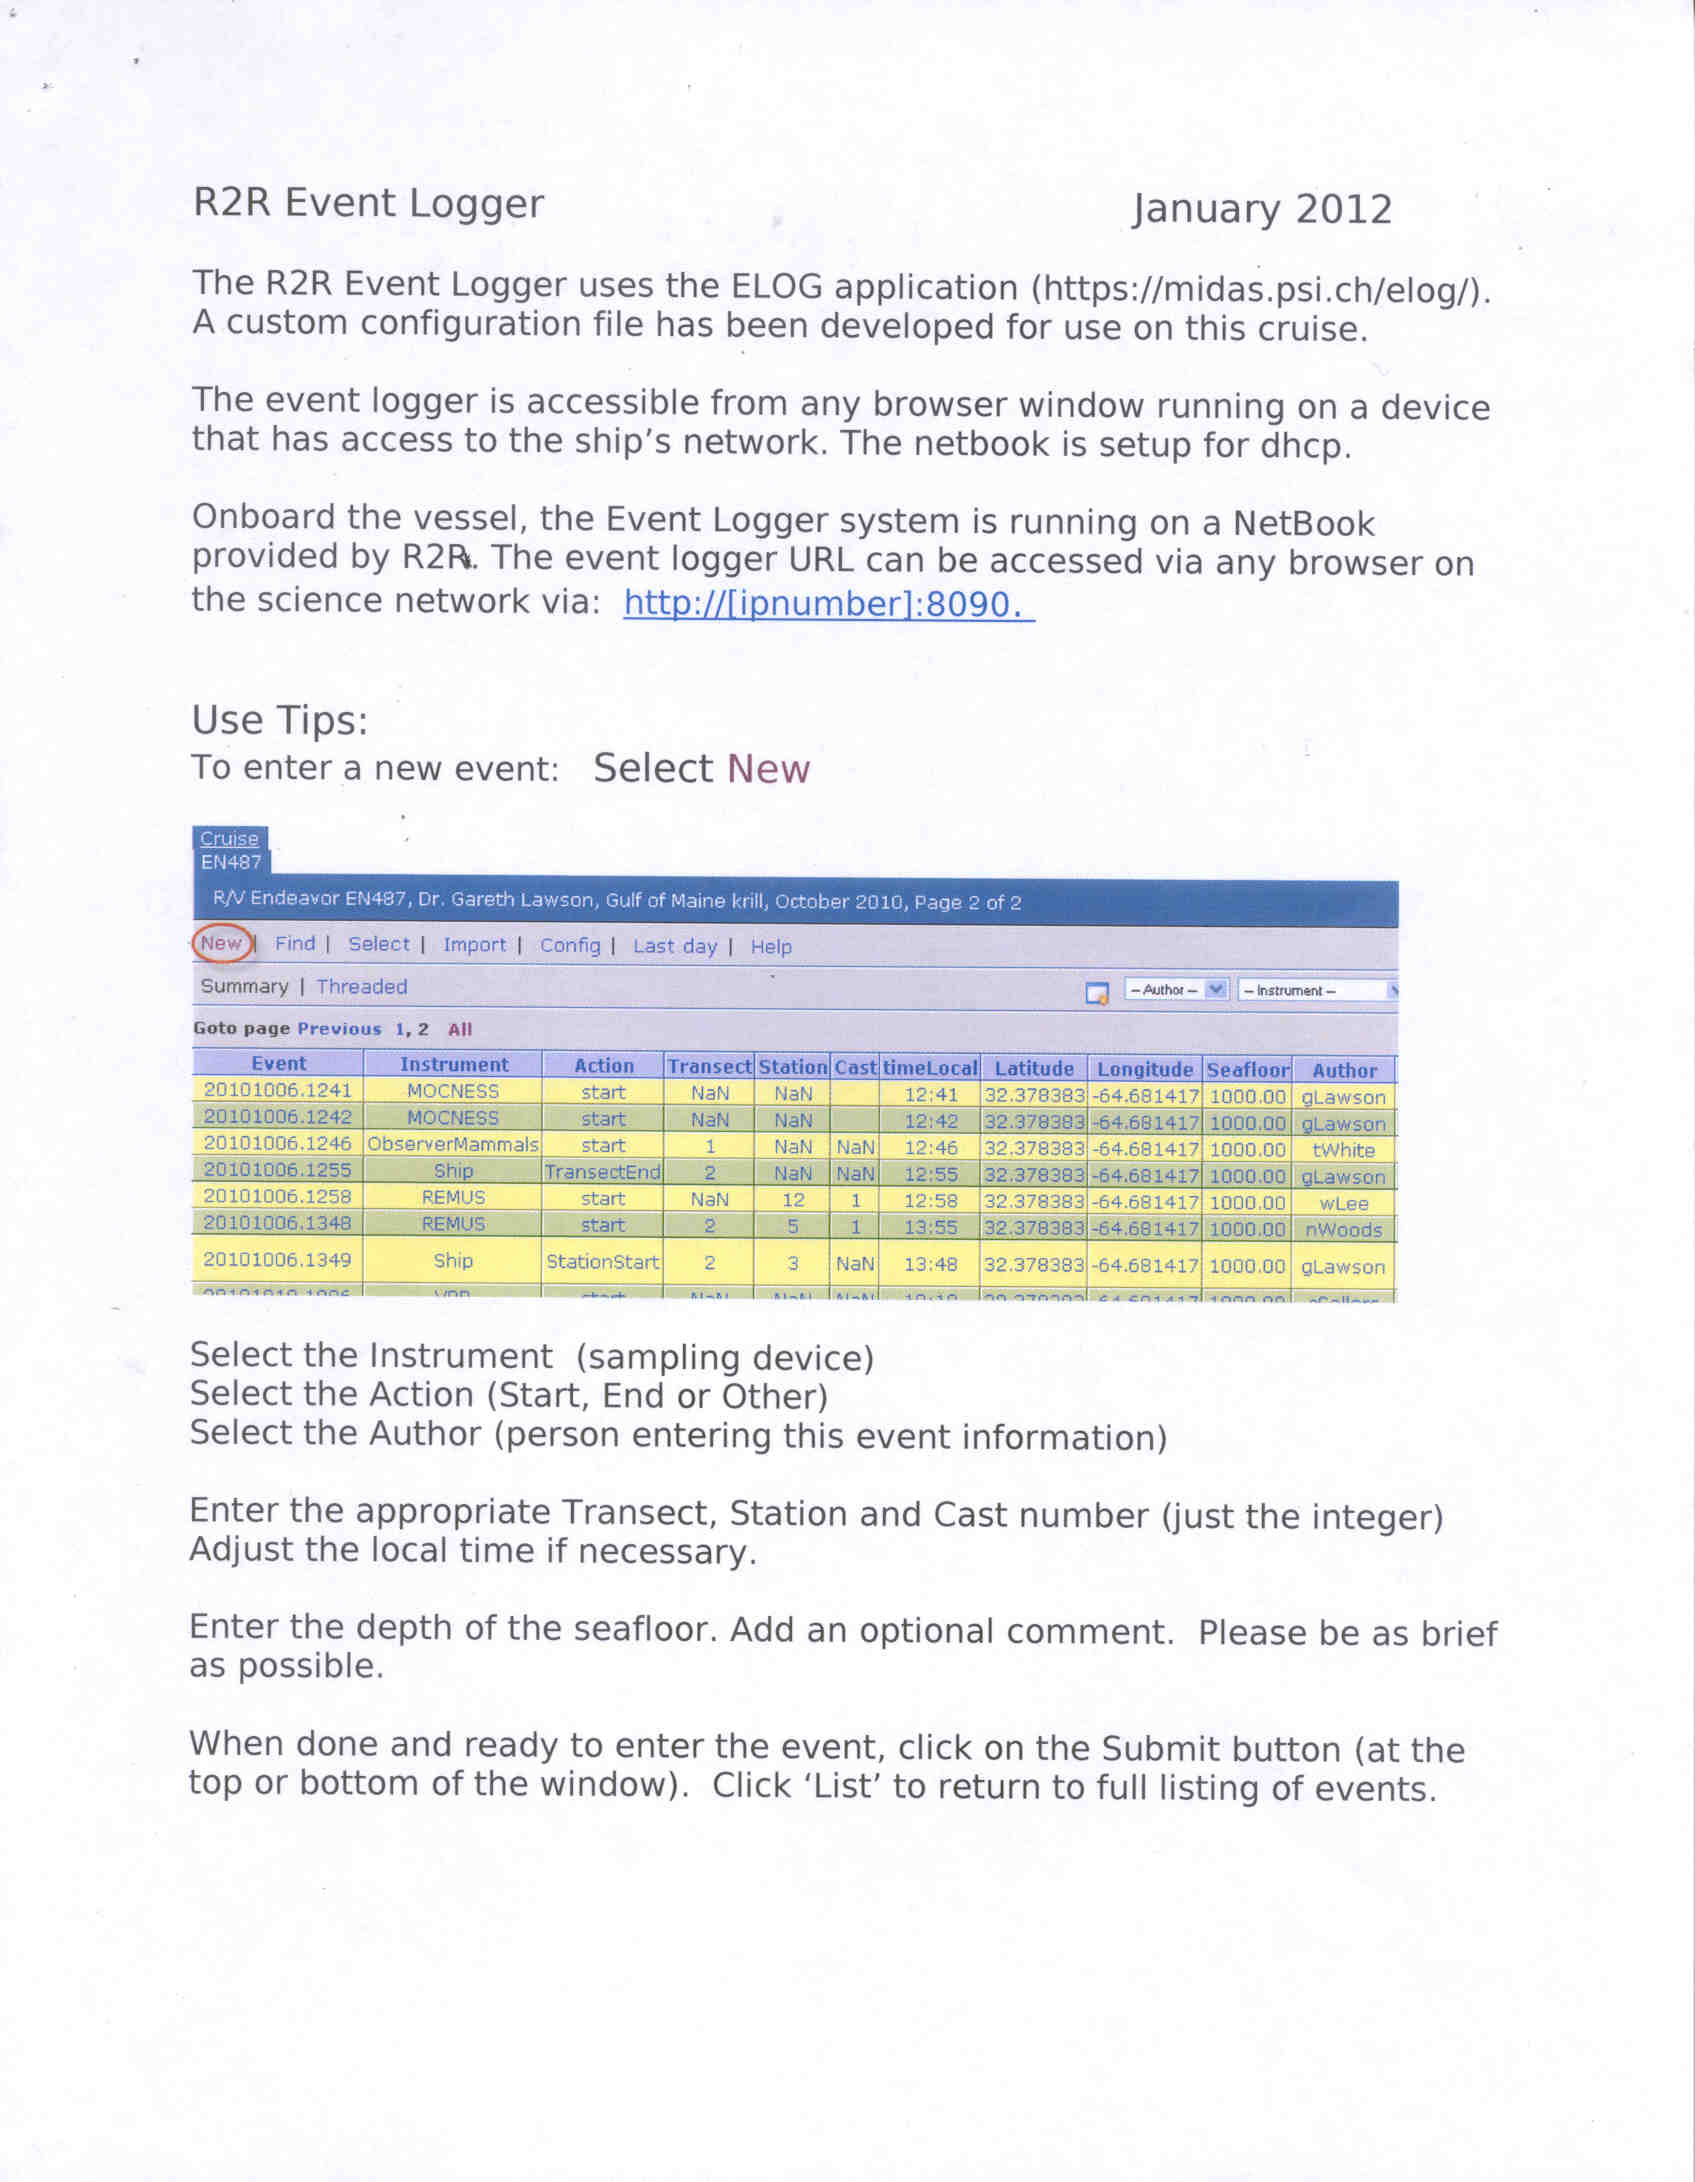 R2R Event Logger January 2012
The R2R Event Logger uses the ELOG application (https://midas.psi.ch/elog/).
A custom configuration file has been developed for use on this cruise.
The event logger is accessible from any browser window running on a device
that has access to the ship's network. The netbook is setup for dhcp.
Onboard the vessel, the Event Logger system is running on a NetBook
provided by R2R. The event logger URL can be accessed via any browser on
the science network via: http://[ipnumber]:8090.
Use Tips:
To enter a new event: Select New
Cruise
EN487
R/V Endeavor EN487, Dr. Gareth Lawson, Gulf of Maine krill, October 2010, Page 2 of 2
New | Find | Select | Import | Config | Last day | Help
Summary | Threaded -- Author -- -- Instrument --
Goto page Previous 1, 2 All
Event Instrument Action Transect Station Cast timeLocal Latitude Longitude Seafloor Author
20101006.1241 MOCNESS start NaN NaN 12:41 32.378383 -64.681417 1000.00 gLawson
20101006.1242 MOCNESS start NaN NaN 12:42 32.378383 -64.681417 1000.00 gLawson
20101006.1246 ObserverMammals start 1 NaN NaN 12:46 32.378383 -64.681417 1000.00 tWhite
20101006.1255 Ship TransectEnd 2 NaN NaN 12:55 32.378383 -64.681417 1000.00 gLawson
20101006.1258 REMUS start NaN 12 1 12:58 32.378383 -64.681417 1000.00 wLee
20101006.1348 REMUS start 2 5 1 13:55 32.378383 -64.681417 1000.00 nWoods
20101006.1349 Ship StationStart 2 3 NaN 13:48 32.378383 -64.681417 1000.00 gLawson
Select the Instrument (sampling device)
Select the Action (Start, End or Other)
Select the Author (person entering this event information)
Enter the appropriate Transect, Station and Cast number (just the integer)
Adjust the local time if necessary.
Enter the depth of the seafloor. Add an optional comment. Please be as brief
as possible.
When done and ready to enter the event, click on the Submit button (at the
top or bottom of the window). Click 'List' to return to full listing of events.